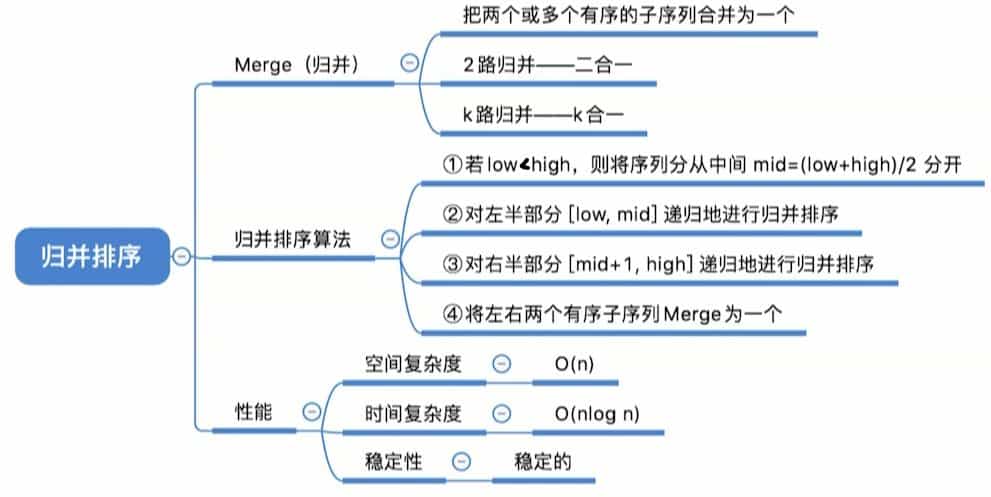 归并排序
Merge（归并）
把两个或多个有序的子序列合并为一个
2路归并——二合一
k路归并——k合一
归并排序算法
①若low<high，则将序列分从中间 mid=(low+high)/2 分开
②对左半部分 [low, mid] 递归地进行归并排序
③对右半部分 [mid+1, high] 递归地进行归并排序
④将左右两个有序子序列Merge为一个
性能
空间复杂度 O(n)
时间复杂度 O(nlog n)
稳定性 稳定的